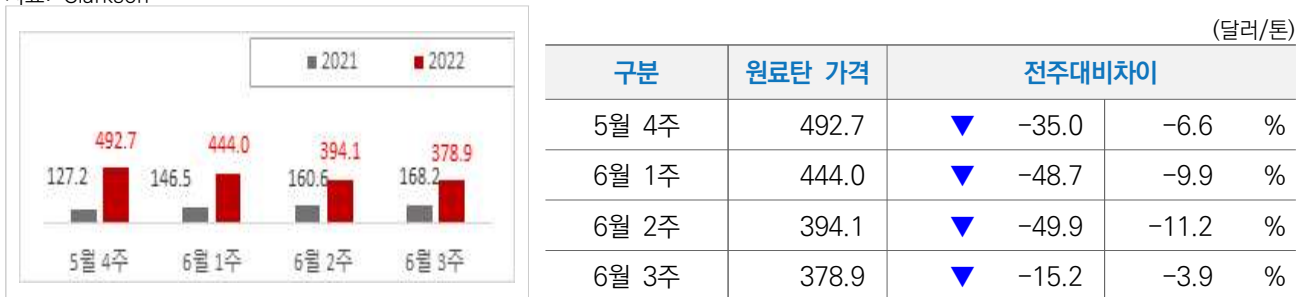 (달러/톤)
■ 2021 ■ 2022
492.7 444.0 394.1 378.9
127.2 146.5 160.6 168.2
5월 4주 6월 1주 6월 2주 6월 3주
구분 원료탄 가격 전주대비차이
5월 4주 492.7 ▼ -35.0 -6.6 %
6월 1주 444.0 ▼ -48.7 -9.9 %
6월 2주 394.1 ▼ -49.9 -11.2 %
6월 3주 378.9 ▼ -15.2 -3.9 %